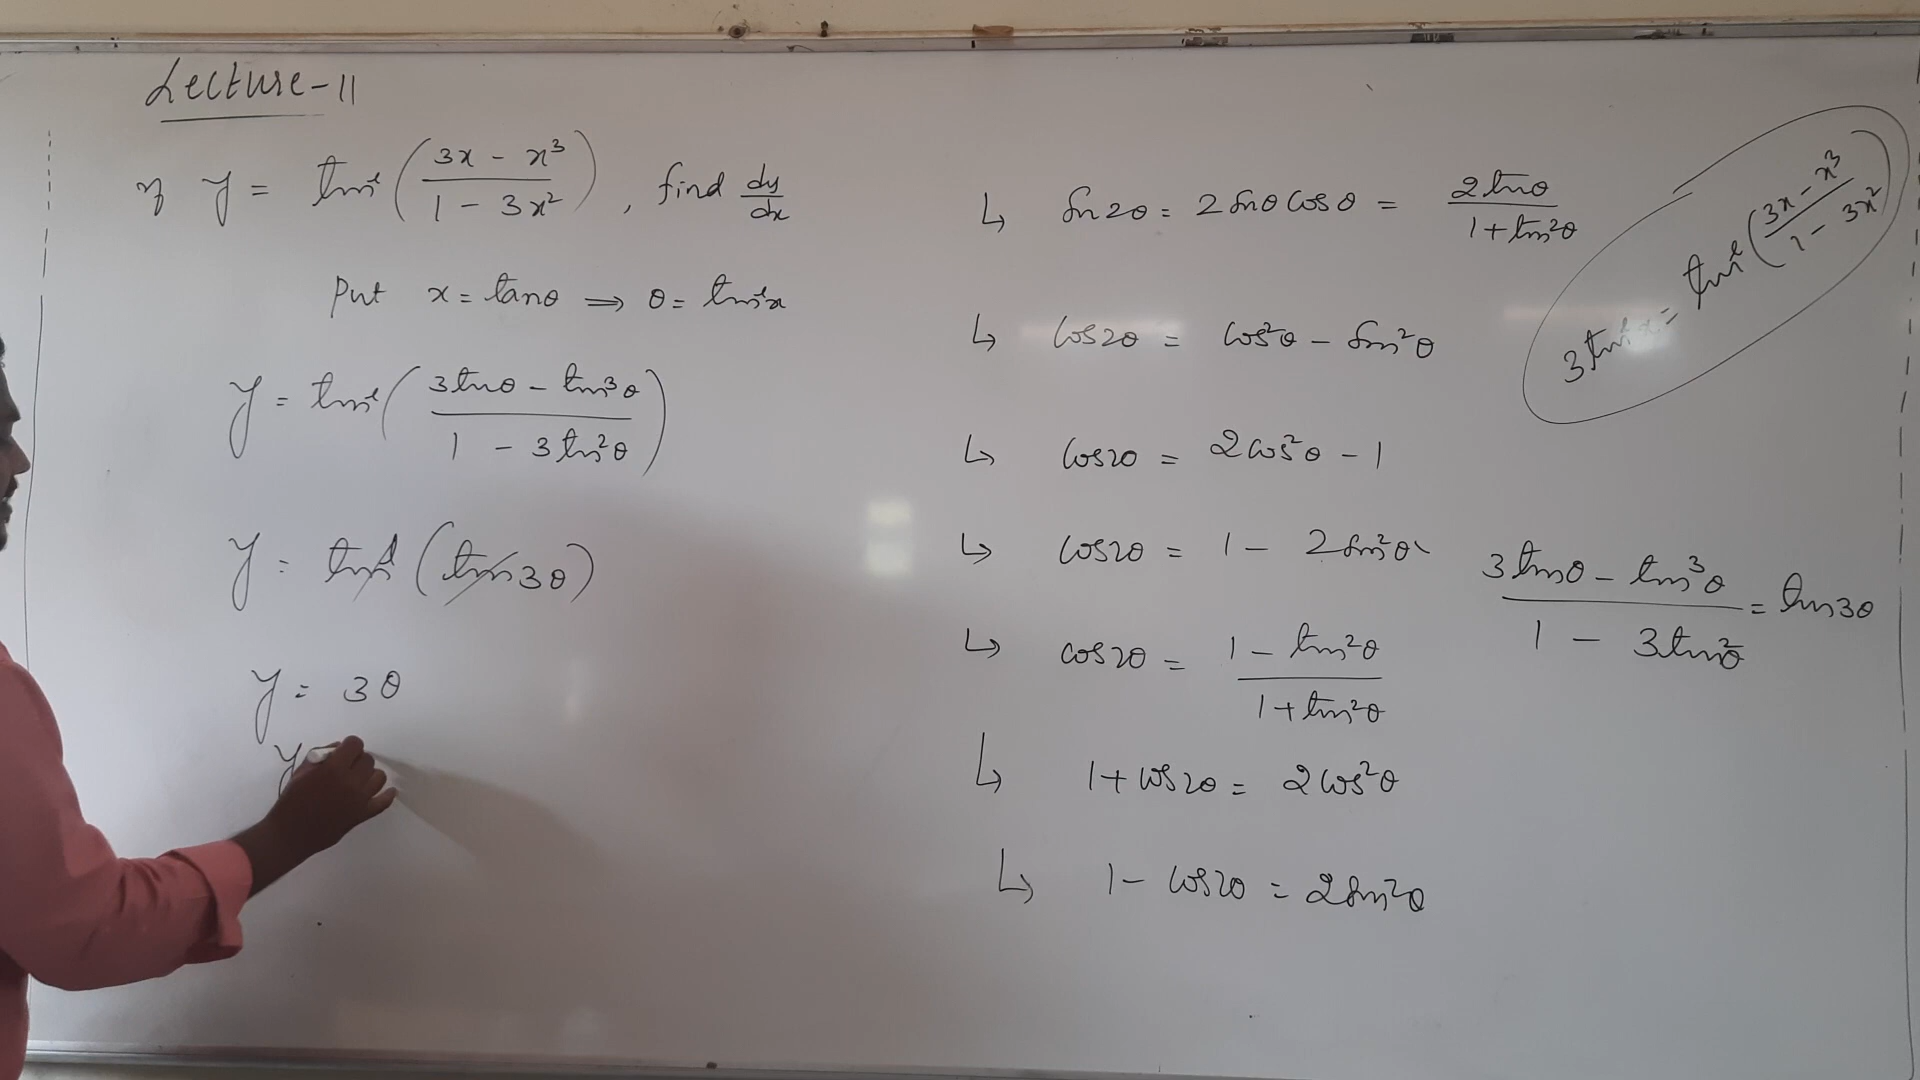 Lecture-11
If y = tan⁻¹((3x - x³)/(1 - 3x²)), find dy/dx
Put x = tanθ ⟹ θ = tan⁻¹x
y = tan⁻¹((3tanθ - tan³θ)/(1 - 3tan²θ))
y = tan⁻¹(tan3θ)
y = 3θ
y
↳ Sin2θ = 2SinθCosθ = 2tanθ/(1+tan²θ)
↳ Cos2θ = Cos²θ - Sin²θ
↳ Cos2θ = 2Cos²θ - 1
↳ Cos2θ = 1 - 2Sin²θ
↳ Cos2θ = (1 - tan²θ)/(1+tan²θ)
↳ 1+Cos2θ = 2Cos²θ
↳ 1-Cos2θ = 2Sin²θ
3tan⁻¹x = tan⁻¹((3x - x³)/(1 - 3x²))
(3tanθ - tan³θ)/(1 - 3tan²θ) = tan3θ